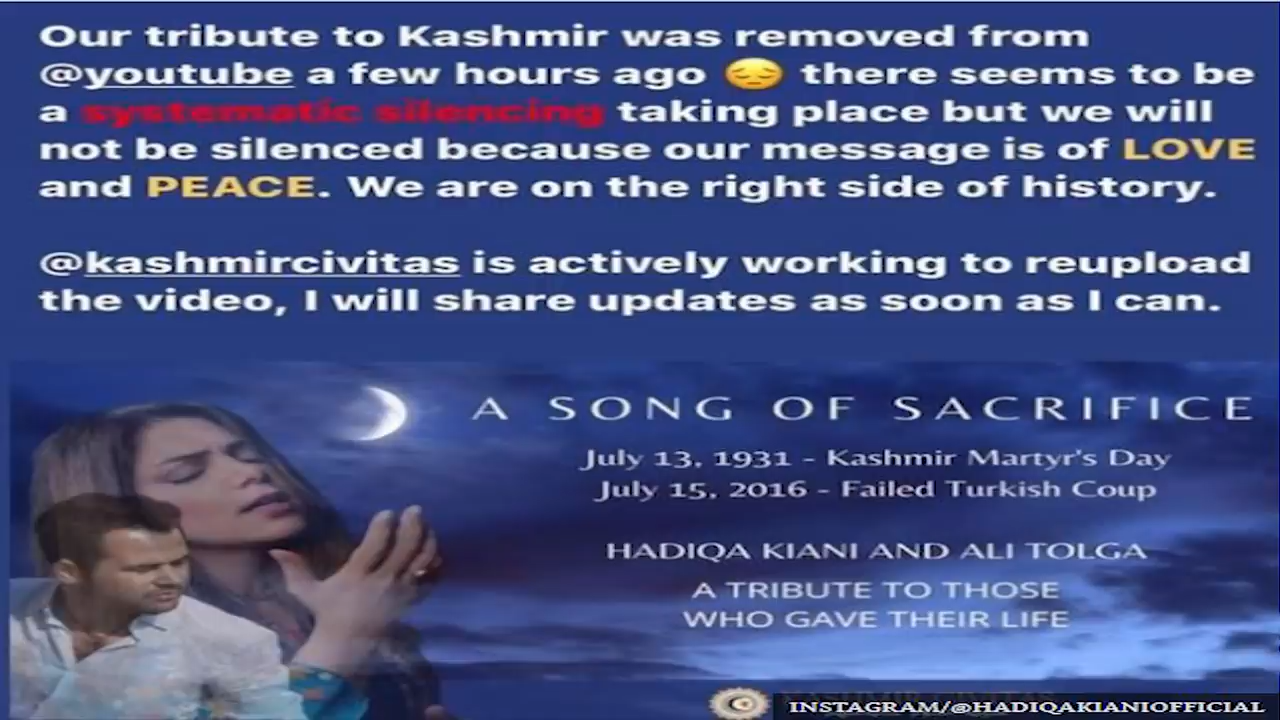 Our tribute to Kashmir was removed from
@youtube a few hours ago 😔 there seems to be
a systematic silencing taking place but we will
not be silenced because our message is of LOVE
and PEACE. We are on the right side of history.
@kashmircivitas is actively working to reupload
the video, I will share updates as soon as I can.
A SONG OF SACRIFICE
July 13, 1931 - Kashmir Martyr's Day
July 15, 2016 - Failed Turkish Coup
HADIQA KIANI AND ALI TOLGA
A TRIBUTE TO THOSE
WHO GAVE THEIR LIFE
KASHMIR CIVITAS
INSTAGRAM/@HADIQAKIANIOFFICIAL